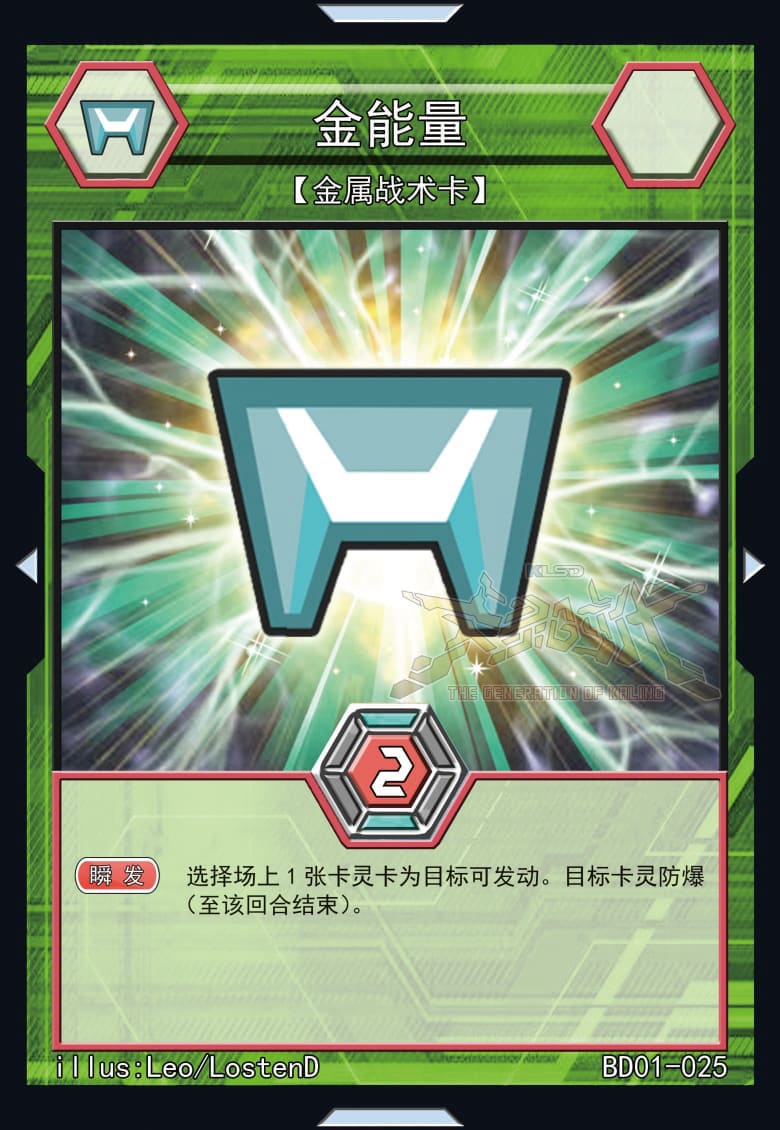 金能量
【金属战术卡】
KLSD
THE GENERATION OF KALING
2
瞬发 选择场上1张卡灵卡为目标可发动。目标卡灵防爆
（至该回合结束）。
illus:Leo/LostenD
BD01-025